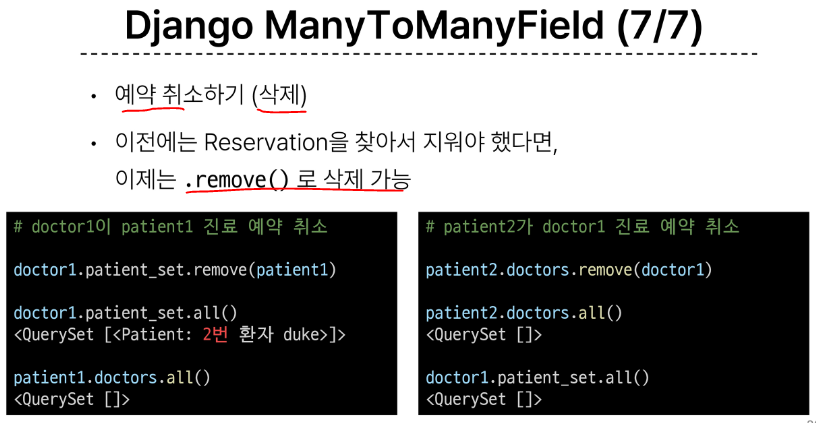 Django ManyToManyField (7/7)
• 예약 취소하기 (삭제)
• 이전에는 Reservation을 찾아서 지워야 했다면,
이제는 .remove() 로 삭제 가능
# doctor1이 patient1 진료 예약 취소
doctor1.patient_set.remove(patient1)
doctor1.patient_set.all()
<QuerySet [<Patient: 2번 환자 duke>]>
patient1.doctors.all()
<QuerySet []>
# patient2가 doctor1 진료 예약 취소
patient2.doctors.remove(doctor1)
patient2.doctors.all()
<QuerySet []>
doctor1.patient_set.all()
<QuerySet []>